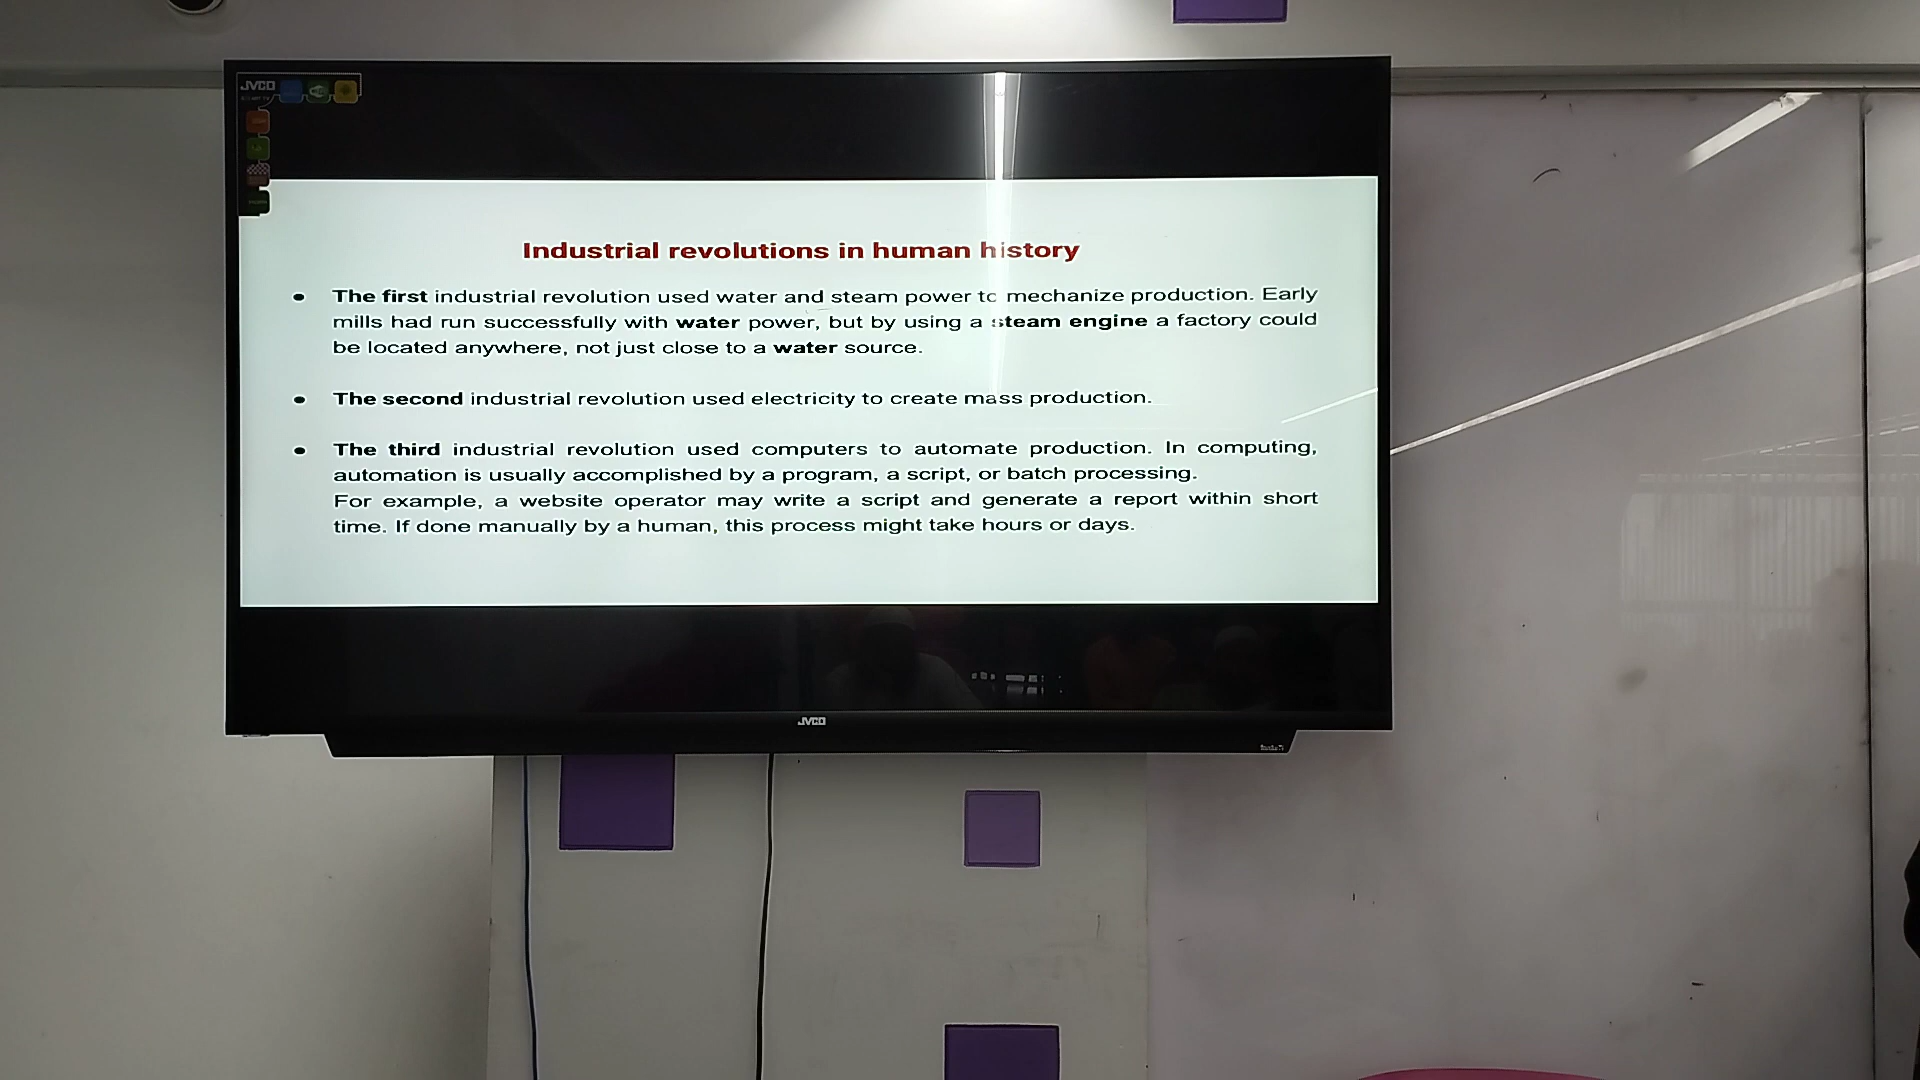 JVCO
Industrial revolutions in human history
• The first industrial revolution used water and steam power to mechanize production. Early
mills had run successfully with water power, but by using a steam engine a factory could
be located anywhere, not just close to a water source.
• The second industrial revolution used electricity to create mass production.
• The third industrial revolution used computers to automate production. In computing,
automation is usually accomplished by a program, a script, or batch processing.
For example, a website operator may write a script and generate a report within short
time. If done manually by a human, this process might take hours or days.
JVCO